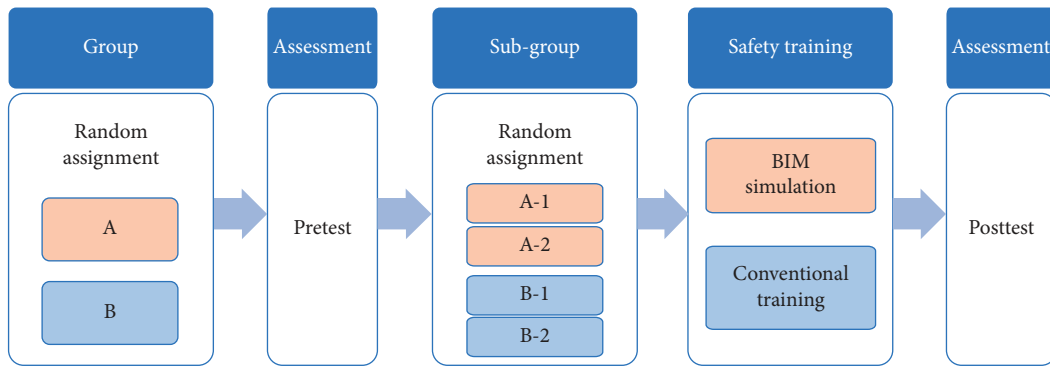 Group
Random
assignment
A
B
Assessment
Pretest
Sub-group
Random
assignment
A-1
A-2
B-1
B-2
Safety training
BIM
simulation
Conventional
training
Assessment
Posttest